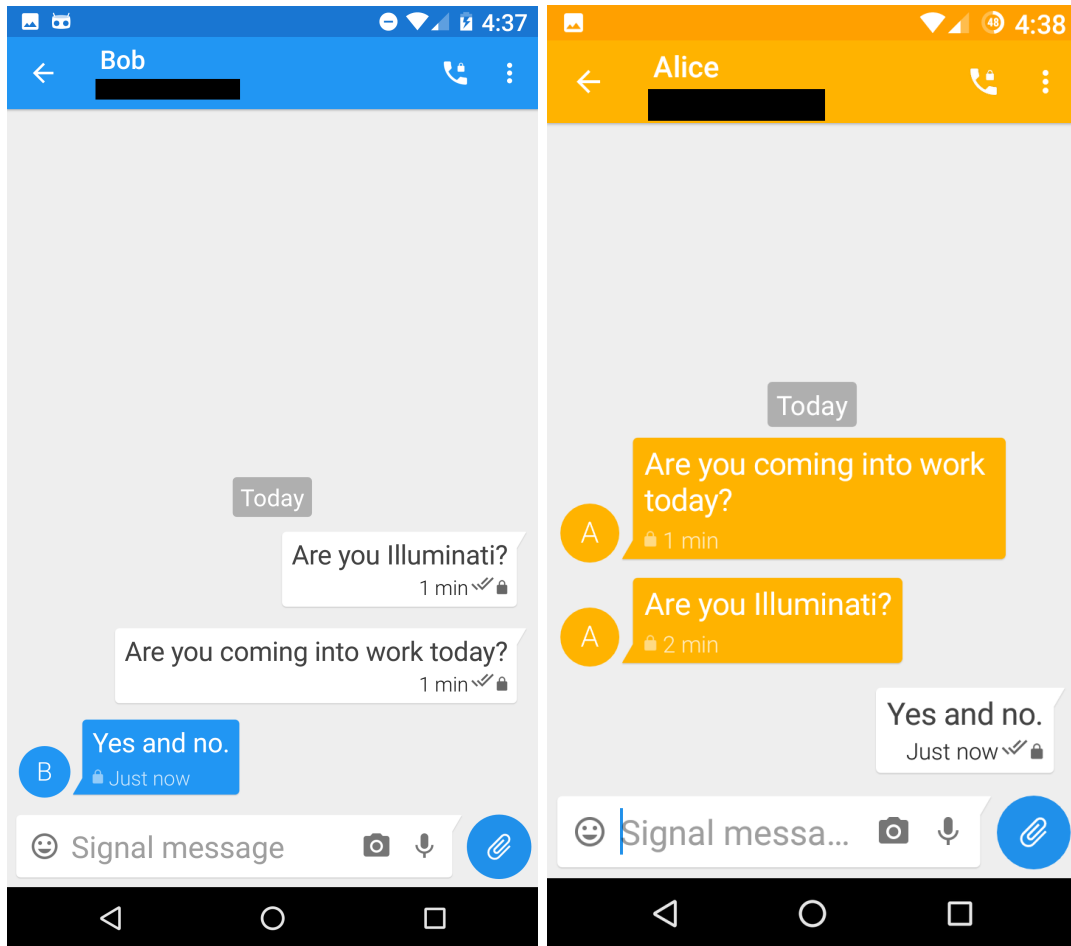 4:37
Bob
Today
Are you Illuminati?
1 min
Are you coming into work today?
1 min
B
Yes and no.
Just now
Signal message
48
4:38
Alice
Today
Are you coming into work
today?
A
1 min
Are you Illuminati?
A
2 min
Yes and no.
Just now
Signal messa...